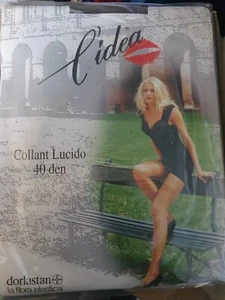 L'idea
Collant Lucido
40 den
dorlastan
la fibra elastica